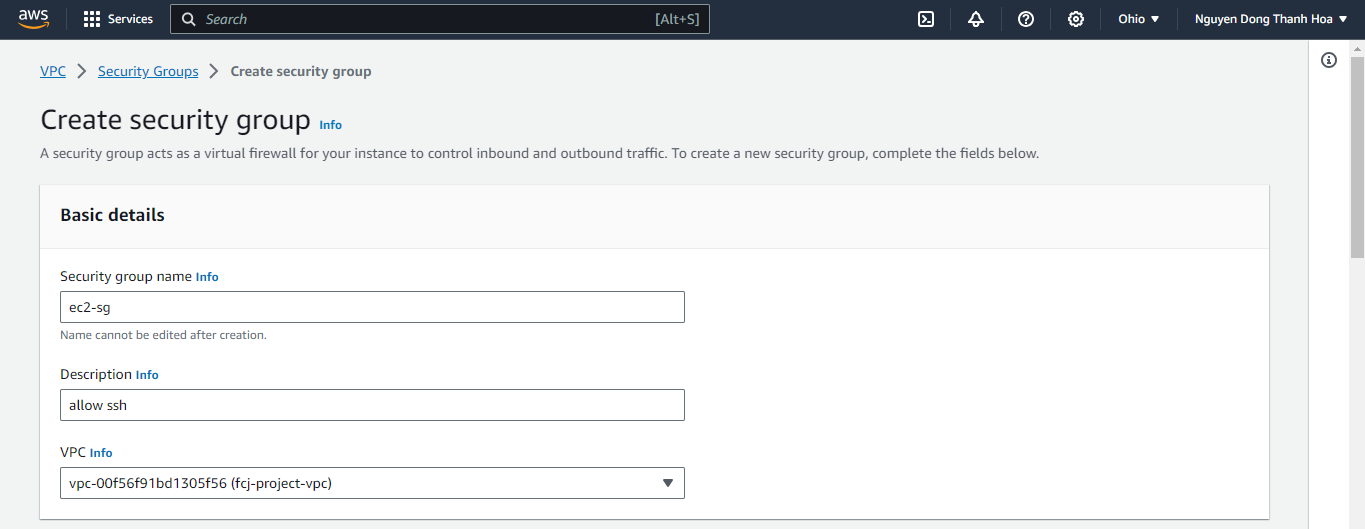 aws Services Search [Alt+S] Ohio Nguyen Dong Thanh Hoa
VPC Security Groups Create security group
Create security group Info
A security group acts as a virtual firewall for your instance to control inbound and outbound traffic. To create a new security group, complete the fields below.
Basic details
Security group name Info
ec2-sg
Name cannot be edited after creation.
Description Info
allow ssh
VPC Info
vpc-00f56f91bd1305f56 (fcj-project-vpc)